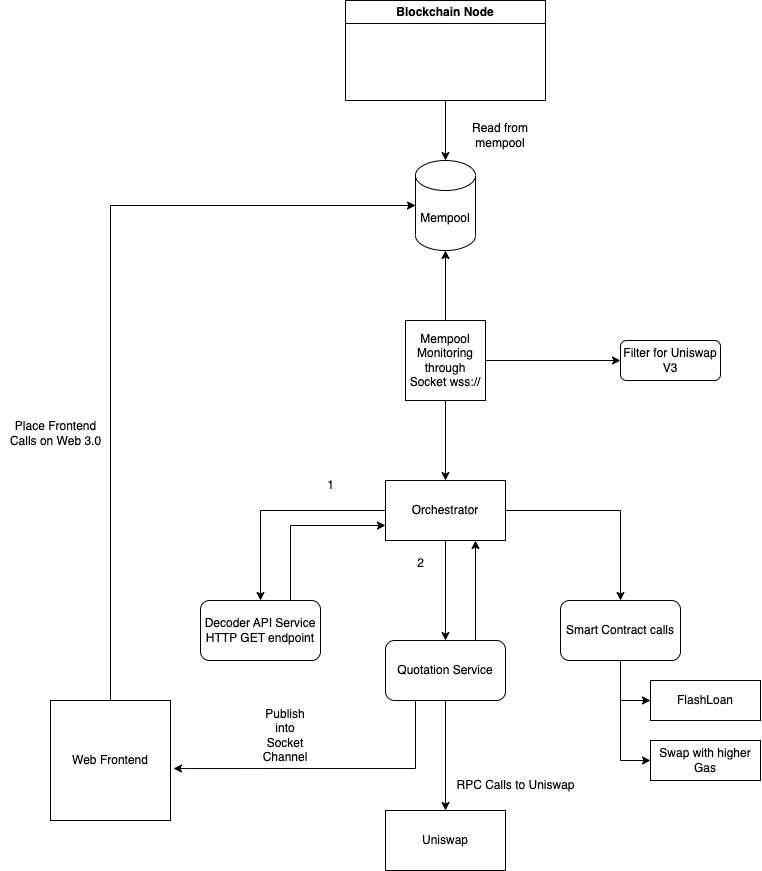 Blockchain Node
Read from
mempool
Mempool
Mempool
Monitoring
through
Socket wss://
Filter for Uniswap
V3
Place Frontend
Calls on Web 3.0
1
Orchestrator
2
Decoder API Service
HTTP GET endpoint
Smart Contract calls
Quotation Service
FlashLoan
Publish
into
Socket
Channel
Web Frontend
Swap with higher
Gas
RPC Calls to Uniswap
Uniswap